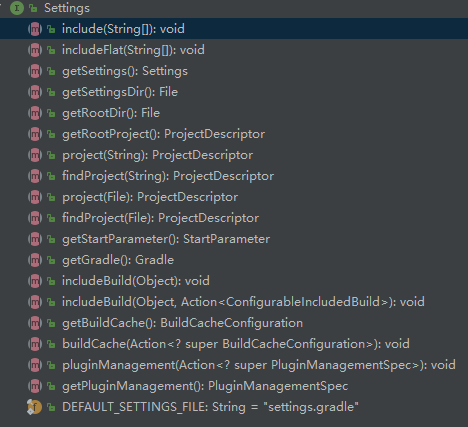 Settings
include(String[]): void
includeFlat(String[]): void
getSettings(): Settings
getSettingsDir(): File
getRootDir(): File
getRootProject(): ProjectDescriptor
project(String): ProjectDescriptor
findProject(String): ProjectDescriptor
project(File): ProjectDescriptor
findProject(File): ProjectDescriptor
getStartParameter(): StartParameter
getGradle(): Gradle
includeBuild(Object): void
includeBuild(Object, Action<ConfigurableIncludedBuild>): void
getBuildCache(): BuildCacheConfiguration
buildCache(Action<? super BuildCacheConfiguration>): void
pluginManagement(Action<? super PluginManagementSpec>): void
getPluginManagement(): PluginManagementSpec
DEFAULT_SETTINGS_FILE: String = "settings.gradle"